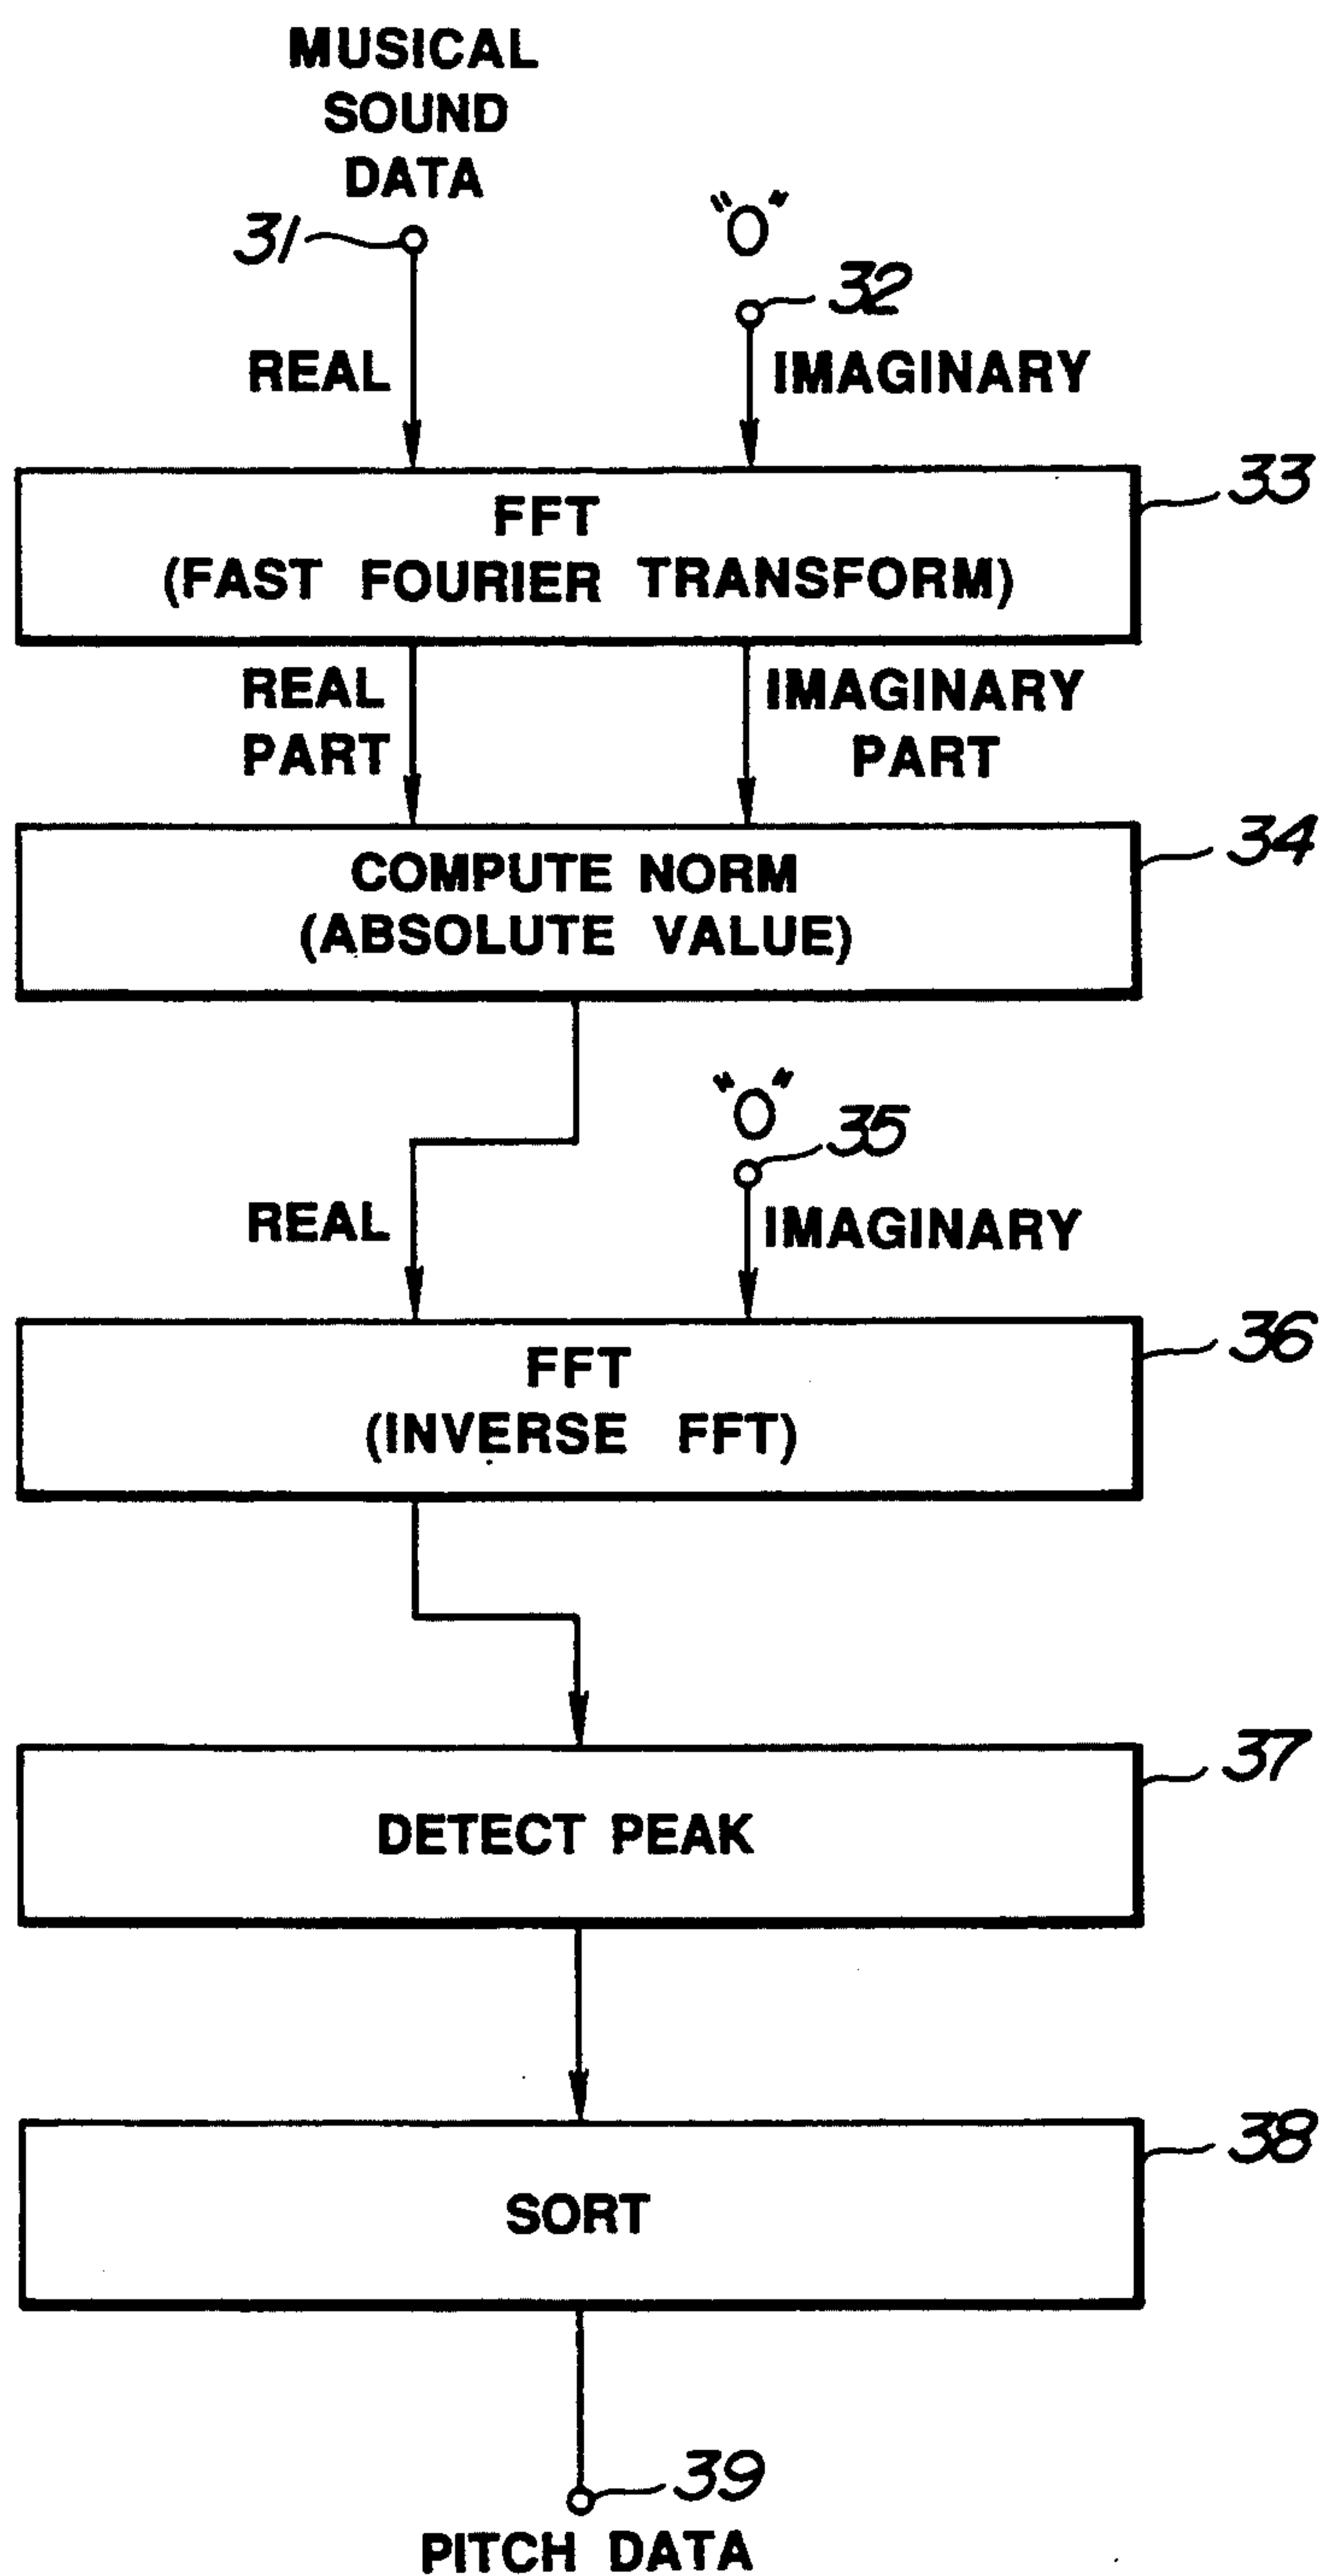 MUSICAL
SOUND
DATA
31
"0"
32
REAL
IMAGINARY
33
FFT
(FAST FOURIER TRANSFORM)
REAL
PART
IMAGINARY
PART
34
COMPUTE NORM
(ABSOLUTE VALUE)
"0"
35
REAL
IMAGINARY
36
FFT
(INVERSE FFT)
37
DETECT PEAK
38
SORT
39
PITCH DATA